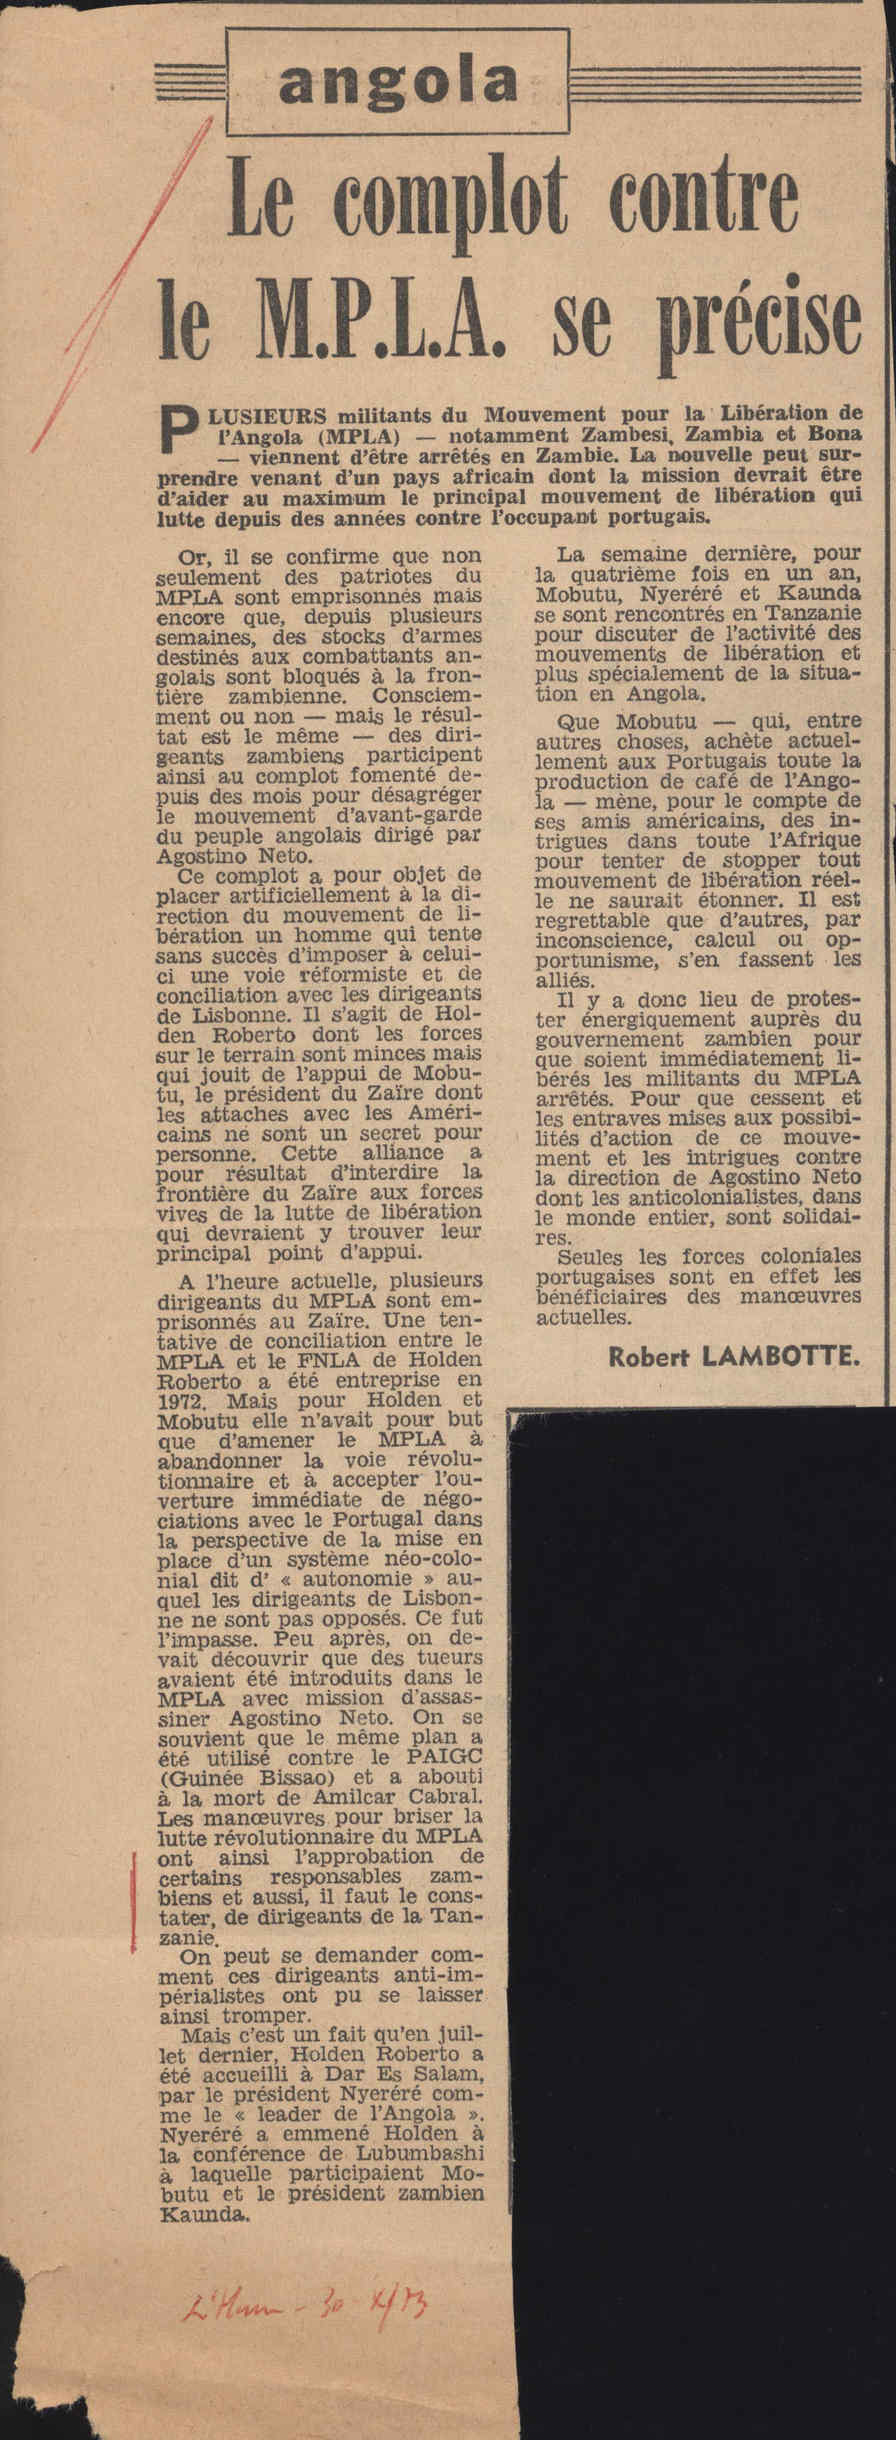 angola
Le complot contre
le M.P.L.A. se précise
PLUSIEURS militants du Mouvement pour la Libération de
l'Angola (MPLA) — notamment Zambesi, Zambia et Bona
— viennent d'être arrêtés en Zambie. La nouvelle peut sur-
prendre venant d'un pays africain dont la mission devrait être
d'aider au maximum le principal mouvement de libération qui
lutte depuis des années contre l'occupant portugais.
Or, il se confirme que non
seulement des patriotes du
MPLA sont emprisonnés mais
encore que, depuis plusieurs
semaines, des stocks d'armes
destinés aux combattants an-
golais sont bloqués à la fron-
tière zambienne. Consciem-
ment ou non — mais le résul-
tat est le même — des diri-
geants zambiens participent
ainsi au complot fomenté de-
puis des mois pour désagréger
le mouvement d'avant-garde
du peuple angolais dirigé par
Agostino Neto.
Ce complot a pour objet de
placer artificiellement à la di-
rection du mouvement de li-
bération un homme qui tente
sans succès d'imposer à celui-
ci une voie réformiste et de
conciliation avec les dirigeants
de Lisbonne. Il s'agit de Hol-
den Roberto dont les forces
sur le terrain sont minces mais
qui jouit de l'appui de Mobu-
tu, le président du Zaïre dont
les attaches avec les Améri-
cains ne sont un secret pour
personne. Cette alliance a
pour résultat d'interdire la
frontière du Zaïre aux forces
vives de la lutte de libération
qui devraient y trouver leur
principal point d'appui.
A l'heure actuelle, plusieurs
dirigeants du MPLA sont em-
prisonnés au Zaïre. Une ten-
tative de conciliation entre le
MPLA et le FNLA de Holden
Roberto a été entreprise en
1972. Mais pour Holden et
Mobutu elle n'avait pour but
que d'amener le MPLA à
abandonner la voie révolu-
tionnaire et à accepter l'ou-
verture immédiate de négo-
ciations avec le Portugal dans
la perspective de la mise en
place d'un système néo-colo-
nial dit d' « autonomie » au-
quel les dirigeants de Lisbon-
ne ne sont pas opposés. Ce fut
l'impasse. Peu après, on de-
vait découvrir que des tueurs
avaient été introduits dans le
MPLA avec mission d'assas-
siner Agostino Neto. On se
souvient que le même plan a
été utilisé contre le PAIGC
(Guinée Bissao) et a abouti
à la mort de Amilcar Cabral.
Les manœuvres pour briser la
lutte révolutionnaire du MPLA
ont ainsi l'approbation de
certains responsables zam-
biens et aussi, il faut le cons-
tater, de dirigeants de la Tan-
zanie.
On peut se demander com-
ment ces dirigeants anti-im-
périalistes ont pu se laisser
ainsi tromper.
Mais c'est un fait qu'en juil-
let dernier, Holden Roberto a
été accueilli à Dar Es Salam,
par le président Nyeréré com-
me le « leader de l'Angola ».
Nyeréré a emmené Holden à
la conférence de Lubumbashi
à laquelle participaient Mo-
butu et le président zambien
Kaunda.
La semaine dernière, pour
la quatrième fois en un an,
Mobutu, Nyeréré et Kaunda
se sont rencontrés en Tanzanie
pour discuter de l'activité des
mouvements de libération et
plus spécialement de la situa-
tion en Angola.
Que Mobutu — qui, entre
autres choses, achète actuel-
lement aux Portugais toute la
production de café de l'Ango-
la — mène, pour le compte de
ses amis américains, des in-
trigues dans toute l'Afrique
pour tenter de stopper tout
mouvement de libération réel-
le ne saurait étonner. Il est
regrettable que d'autres, par
inconscience, calcul ou op-
portunisme, s'en fassent les
alliés.
Il y a donc lieu de protes-
ter énergiquement auprès du
gouvernement zambien pour
que soient immédiatement li-
bérés les militants du MPLA
arrêtés. Pour que cessent et
les entraves mises aux possibi-
lités d'action de ce mouve-
ment et les intrigues contre
la direction de Agostino Neto
dont les anticolonialistes, dans
le monde entier, sont solidai-
res.
Seules les forces coloniales
portugaises sont en effet les
bénéficiaires des manœuvres
actuelles.
Robert LAMBOTTE.
L'Hum - 30 X/73